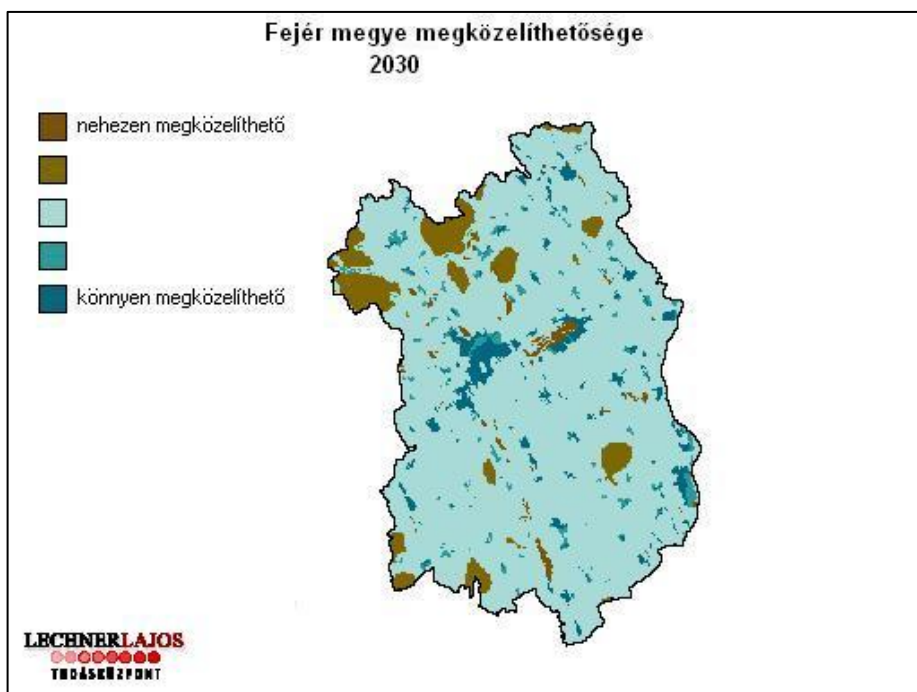 Fejér megye megközelíthetősége
2030
nehezen megközelíthető
könnyen megközelíthető
LECHNERLAJOS
TUDÁSKÖZPONT